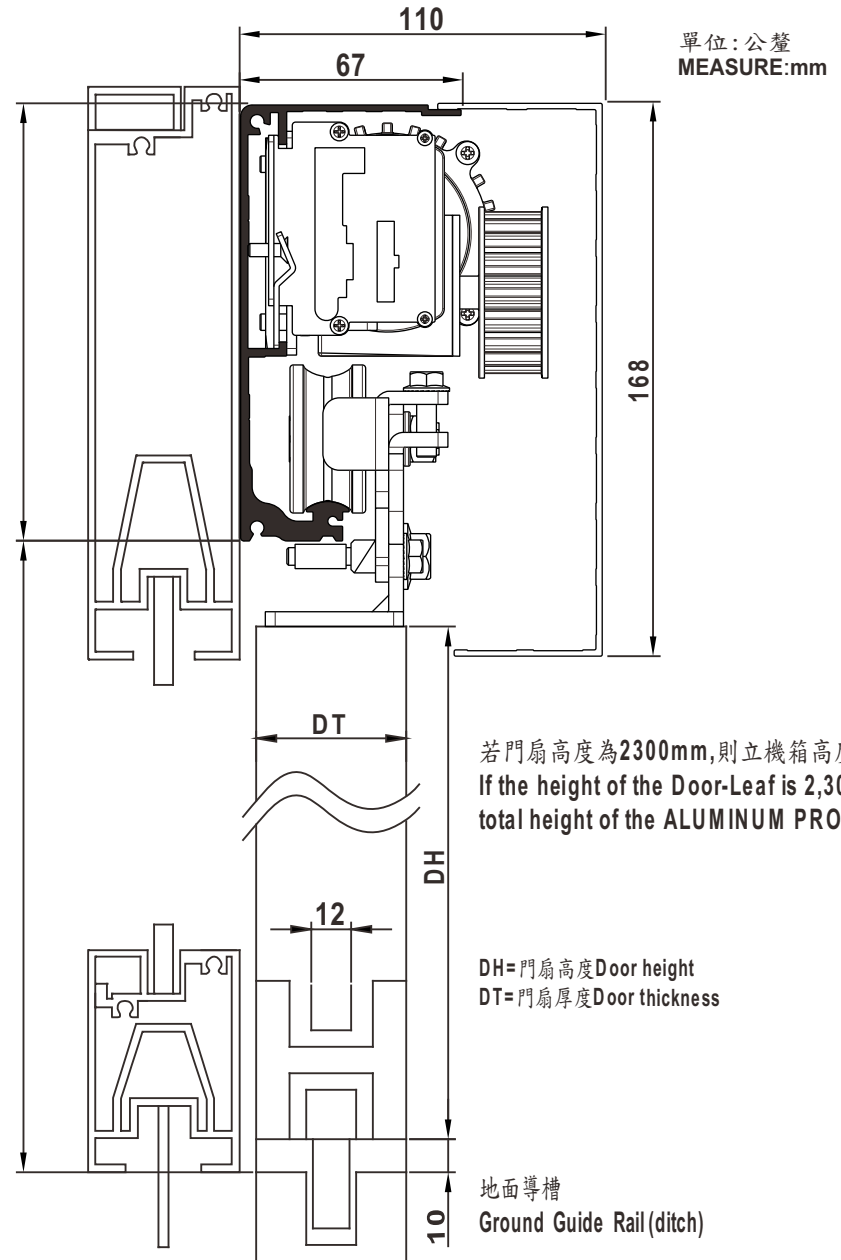 110
單位:公釐
MEASURE:mm
67
168
DT
若門扇高度為2300mm,則立機箱高
If the height of the Door-Leaf is 2,30
total height of the ALUMINUM PRO
DH
12
DH=門扇高度Door height
DT=門扇厚度Door thickness
地面導槽
Ground Guide Rail(ditch)
10